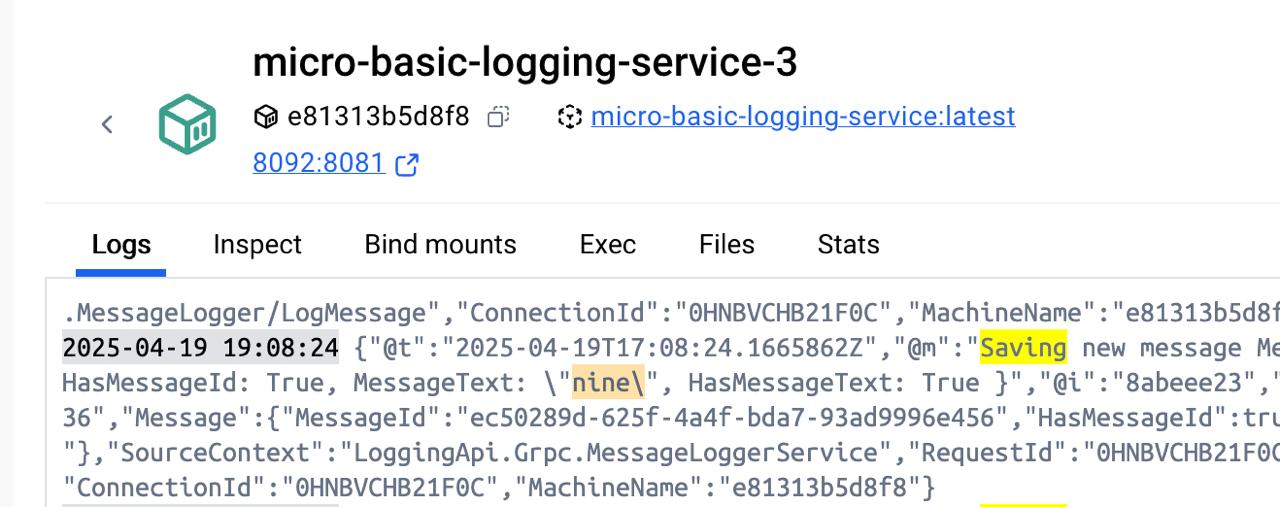 micro-basic-logging-service-3
e81313b5d8f8 micro-basic-logging-service:latest
8092:8081
Logs Inspect Bind mounts Exec Files Stats
.MessageLogger/LogMessage","ConnectionId":"0HNBVCHB21F0C","MachineName":"e81313b5d8f
2025-04-19 19:08:24 {"@t":"2025-04-19T17:08:24.1665862Z","@m":"Saving new message Me
HasMessageId: True, MessageText: \"nine\", HasMessageText: True }","@i":"8abeee23","
36","Message":{"MessageId":"ec50289d-625f-4a4f-bda7-93ad9996e456","HasMessageId":tru
"},"SourceContext":"LoggingApi.Grpc.MessageLoggerService","RequestId":"0HNBVCHB21F0C
"ConnectionId":"0HNBVCHB21F0C","MachineName":"e81313b5d8f8"}